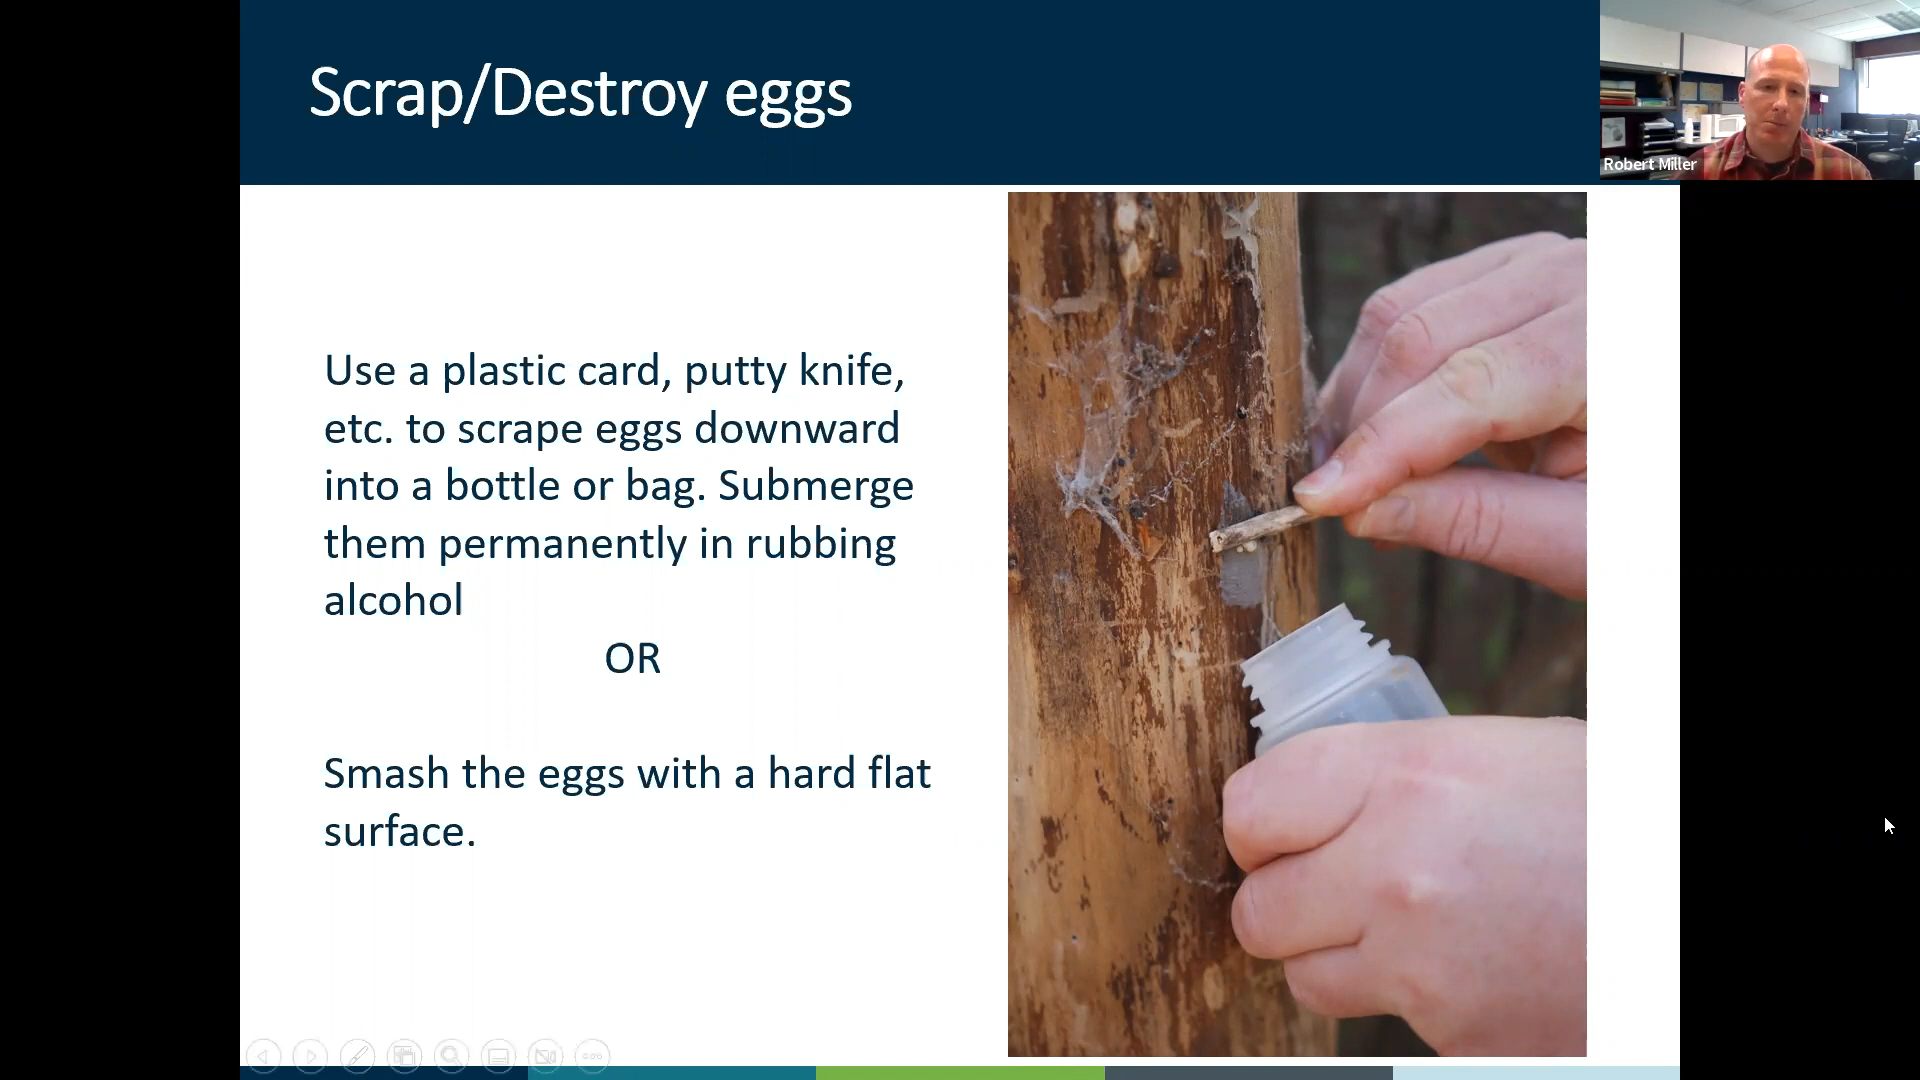 Scrap/Destroy eggs
Robert Miller
Use a plastic card, putty knife,
etc. to scrape eggs downward
into a bottle or bag. Submerge
them permanently in rubbing
alcohol
OR
Smash the eggs with a hard flat
surface.